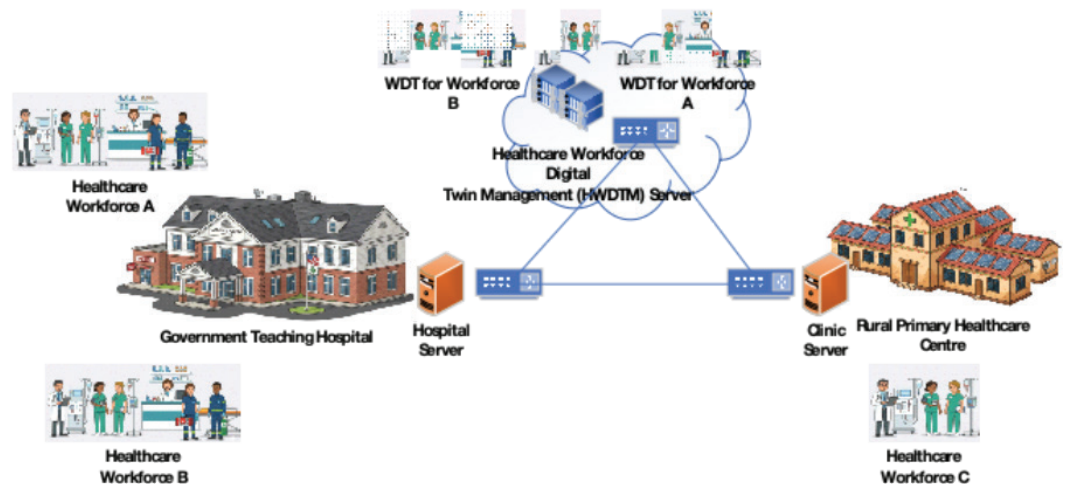 WDT for Workforce
B
WDT for Workforce
A
Healthcare Workforce
Digital
Twin Management (HWDTM) Server
Healthcare
Workforce A
Government Teaching Hospital
Hospital
Server
Clinic
Server
Rural Primary Healthcare
Centre
Healthcare
Workforce B
Healthcare
Workforce C